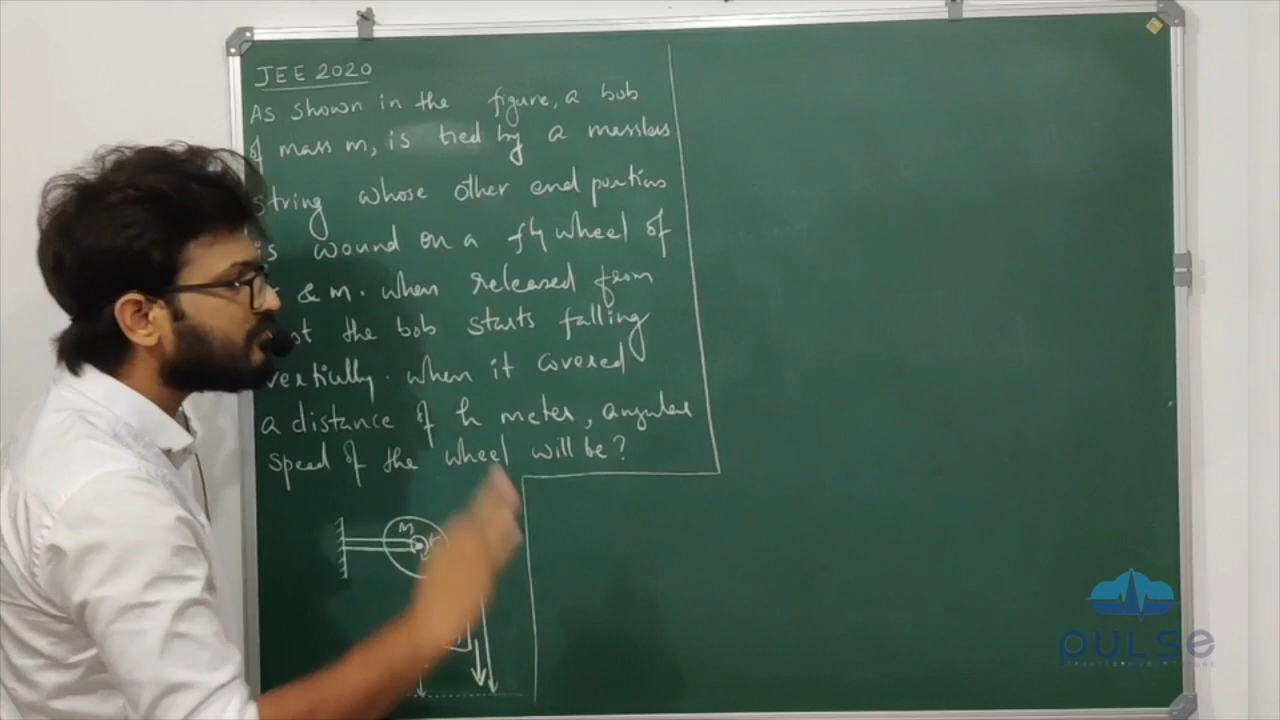 JEE 2020
As shown in the figure, a bob
of mass m, is tied by a massless
string whose other end portion
is wound on a fly wheel of
& m. when released from
the bob starts falling
vertically. when it covered
a distance of h meter, angular
speed of the wheel will be?
M
pulse